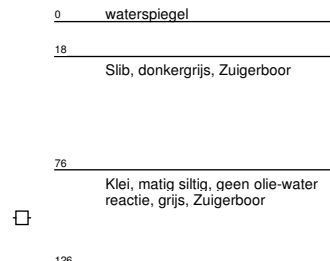 0 waterspiegel
18
Slib, donkergrijs, Zuigerboor
76
Klei, matig siltig, geen olie-water
reactie, grijs, Zuigerboor
126